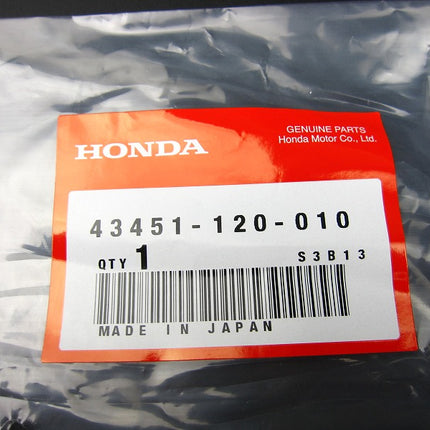 HONDA
GENUINE PARTS
Honda Motor Co., Ltd.
43451-120-010
QTY 1
S3B13
MADE IN JAPAN